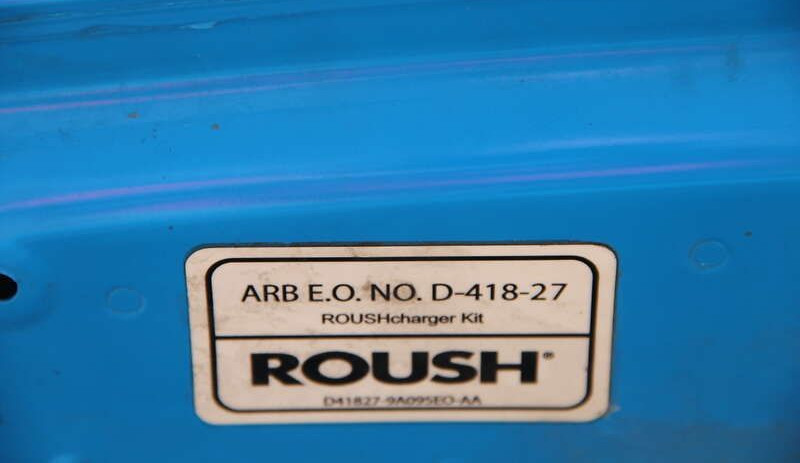 ARB E.O. NO. D-418-27
ROUSHcharger Kit
ROUSH®
D41827-9A095EO-AA